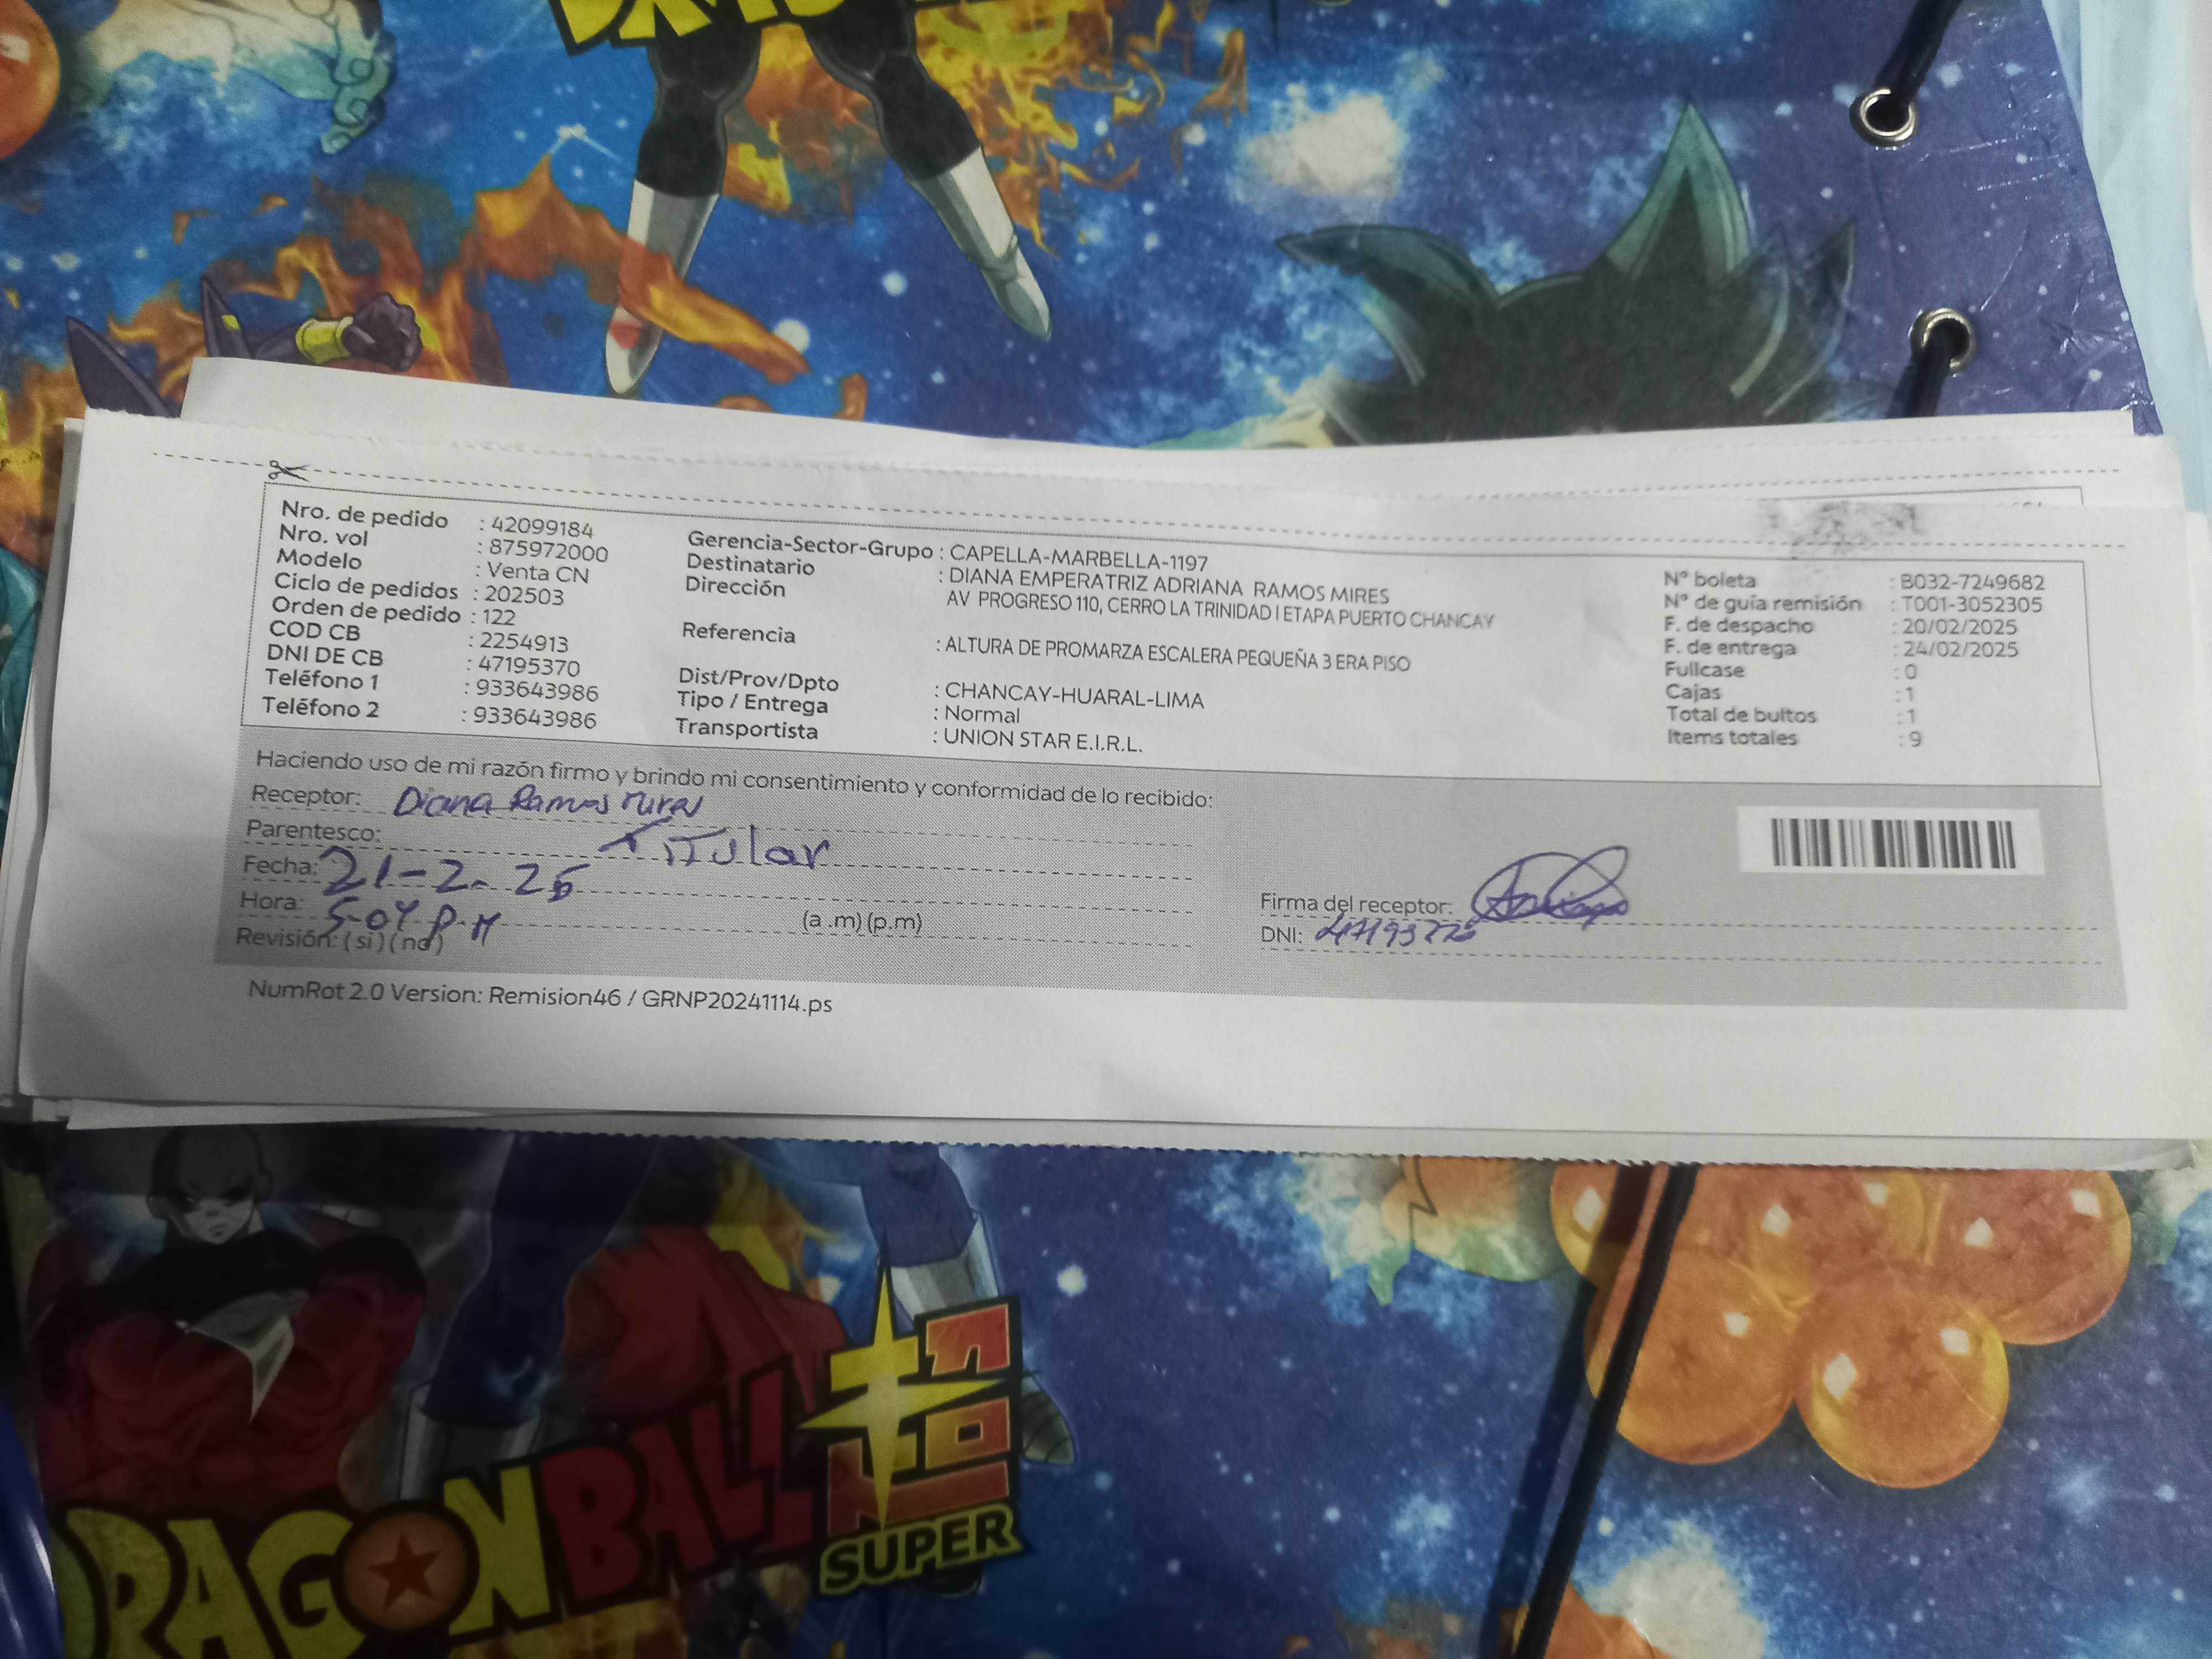 Nro. de pedido : 42099184
Nro. vol : 875972000
Modelo : Venta CN
Ciclo de pedidos : 202503
Orden de pedido : 122
COD CB : 2254913
DNI DE CB : 47195370
Teléfono 1 : 933643986
Teléfono 2 : 933643986
Gerencia-Sector-Grupo : CAPELLA-MARBELLA-1197
Destinatario : DIANA EMPERATRIZ ADRIANA RAMOS MIRES
Dirección AV PROGRESO 110, CERRO LA TRINIDAD I ETAPA PUERTO CHANCAY
Referencia : ALTURA DE PROMARZA ESCALERA PEQUEÑA 3 ERA PISO
Dist/Prov/Dpto : CHANCAY-HUARAL-LIMA
Tipo / Entrega : Normal
Transportista : UNION STAR E.I.R.L.
N° boleta : B032-7249682
N° de guía remisión : T001-3052305
F. de despacho : 20/02/2025
F. de entrega : 24/02/2025
Fullcase : 0
Cajas : 1
Total de bultos : 1
Items totales : 9
Haciendo uso de mi razón firmo y brindo mi consentimiento y conformidad de lo recibido:
Receptor: Diana Ramos
Parentesco: Titular
Fecha: 21-2-25
Hora: 5-04 P.M (a .m) (p.m)
Revisión: ( si ) ( no )
Firma del receptor:
DNI:
NumRot 2.0 Version: Remision46 / GRNP20241114.ps
DRAGON BALL
超
SUPER